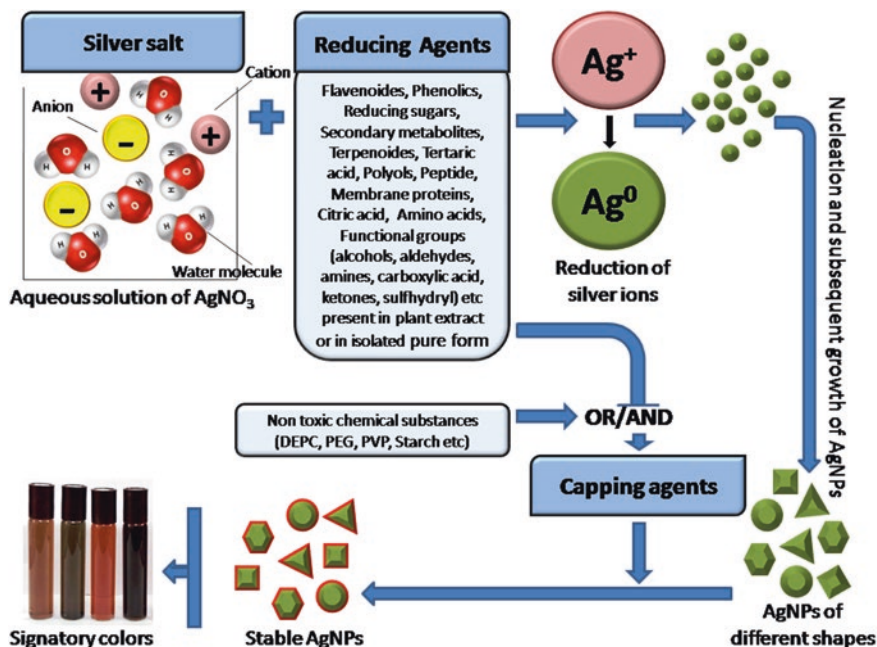 Silver salt
Cation
Anion
Water molecule
Aqueous solution of AgNO₃
H
O
H
H
O
H
H
O
H
H
O
H
H
O
H
H
O
H
Reducing Agents
Flavenoides, Phenolics,
Reducing sugars,
Secondary metabolites,
Terpenoides, Tertaric
acid, Polyols, Peptide,
Membrane proteins,
Citric acid, Amino acids,
Functional groups
(alcohols, aldehydes,
amines, carboxylic acid,
ketones, sulfhydryl) etc
present in plant extract
or in isolated pure form
Ag⁺
Ag⁰
Reduction of
silver ions
Nucleation and subsequent growth of AgNPs
Non toxic chemical substances
(DEPC, PEG, PVP, Starch etc)
OR/AND
Capping agents
AgNPs of
different shapes
Stable AgNPs
Signatory colors